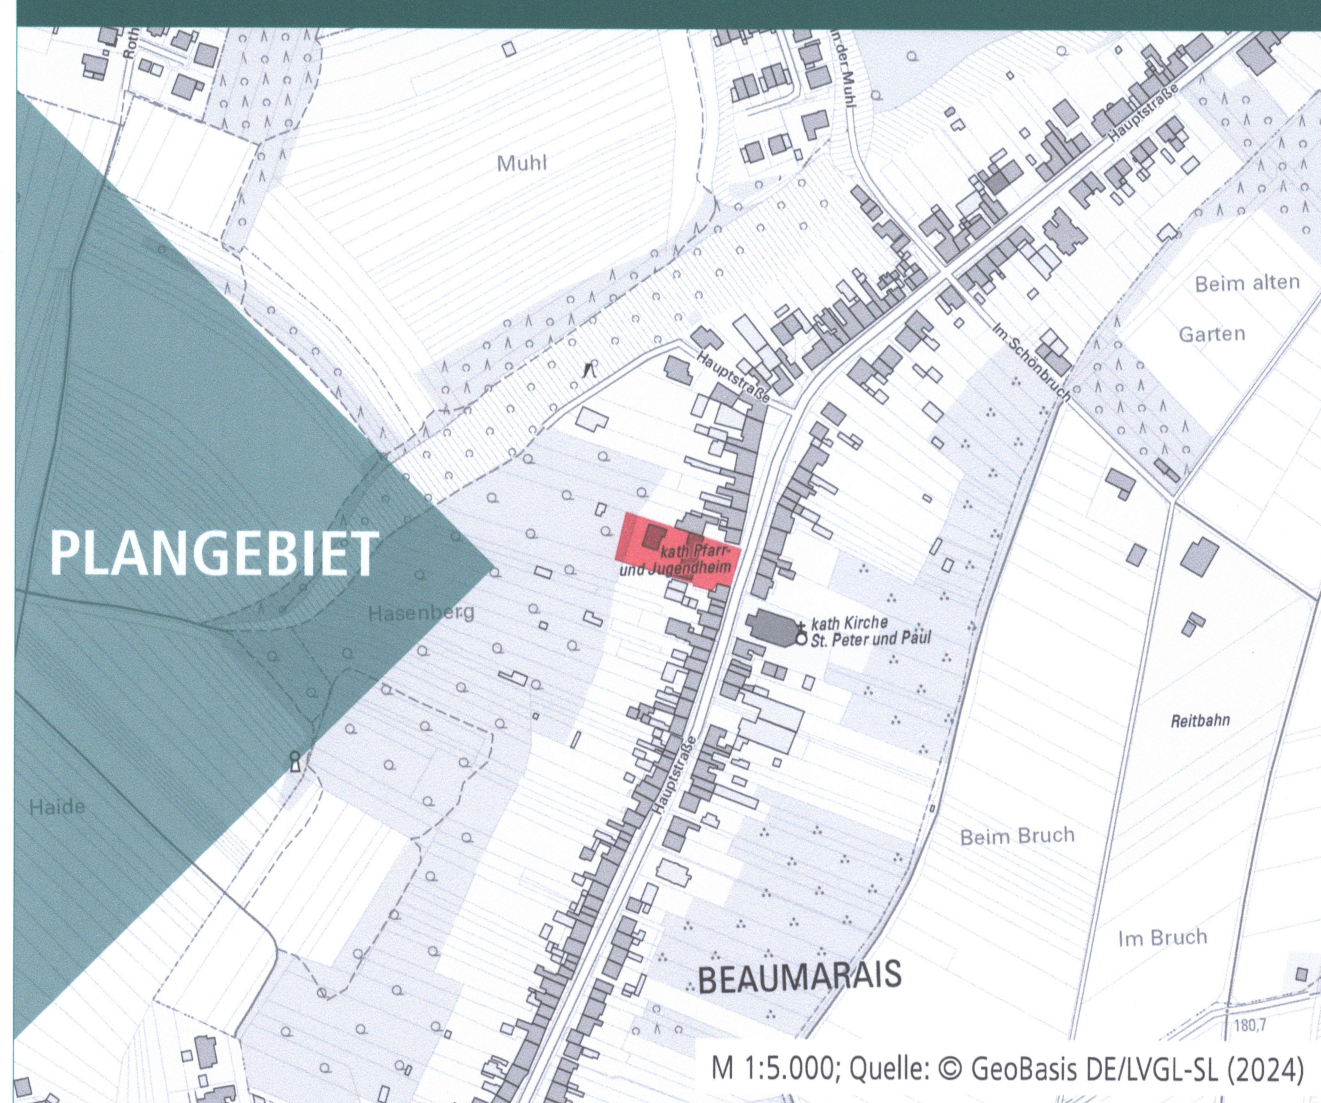 Roth
in der Muhl
Hauptstraße
Muhl
Beim alten
Garten
Im Schönbruch
Hauptstraße
PLANGEBIET
kath Pfarr-
und Jugendheim
Hasenberg
kath Kirche
St. Peter und Paul
Reitbahn
Hauptstraße
Haide
Beim Bruch
Im Bruch
BEAUMARAIS
180,7
M 1:5.000; Quelle: © GeoBasis DE/LVGL-SL (2024)